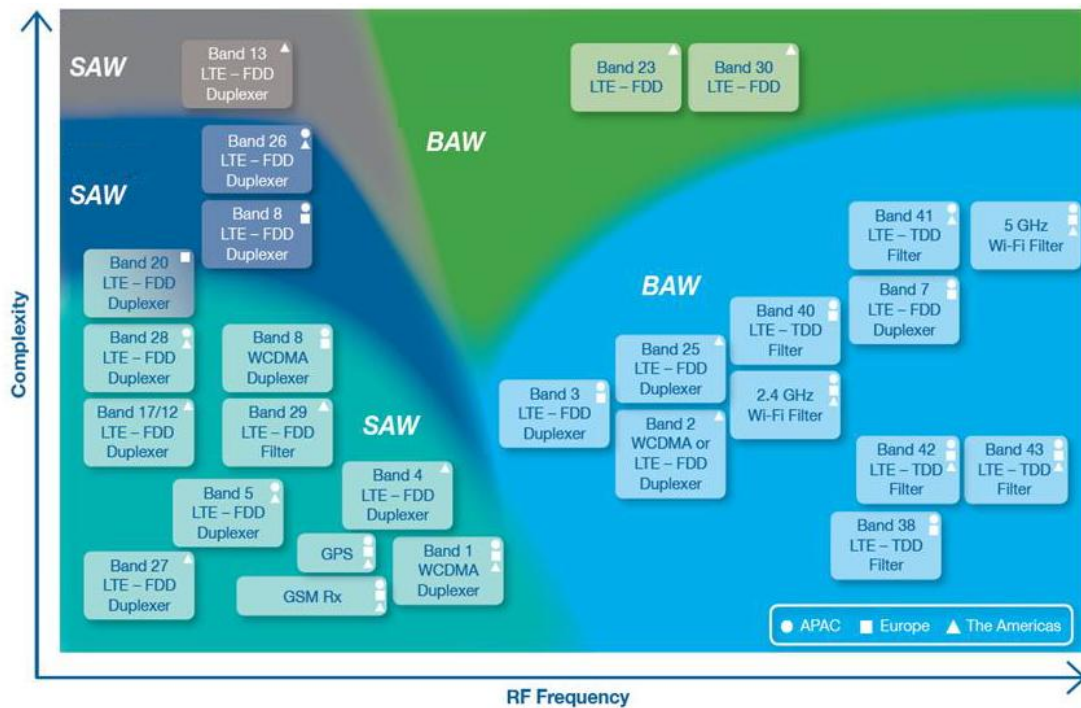 Complexity
SAW
Band 13
LTE – FDD
Duplexer
Band 23
LTE – FDD
Band 30
LTE – FDD
BAW
Band 26
LTE – FDD
Duplexer
SAW
Band 8
LTE – FDD
Duplexer
Band 20
LTE – FDD
Duplexer
Band 41
LTE – TDD
Filter
5 GHz
Wi-Fi Filter
BAW
Band 7
LTE – FDD
Duplexer
Band 40
LTE – TDD
Filter
Band 28
LTE – FDD
Duplexer
Band 8
WCDMA
Duplexer
Band 25
LTE – FDD
Duplexer
Band 3
LTE – FDD
Duplexer
2.4 GHz
Wi-Fi Filter
Band 17/12
LTE – FDD
Duplexer
Band 29
LTE – FDD
Filter
SAW
Band 2
WCDMA or
LTE – FDD
Duplexer
Band 42
LTE – TDD
Filter
Band 43
LTE – TDD
Filter
Band 4
LTE – FDD
Duplexer
Band 5
LTE – FDD
Duplexer
Band 38
LTE – TDD
Filter
GPS
Band 1
WCDMA
Duplexer
Band 27
LTE – FDD
Duplexer
GSM Rx
APAC Europe The Americas
RF Frequency